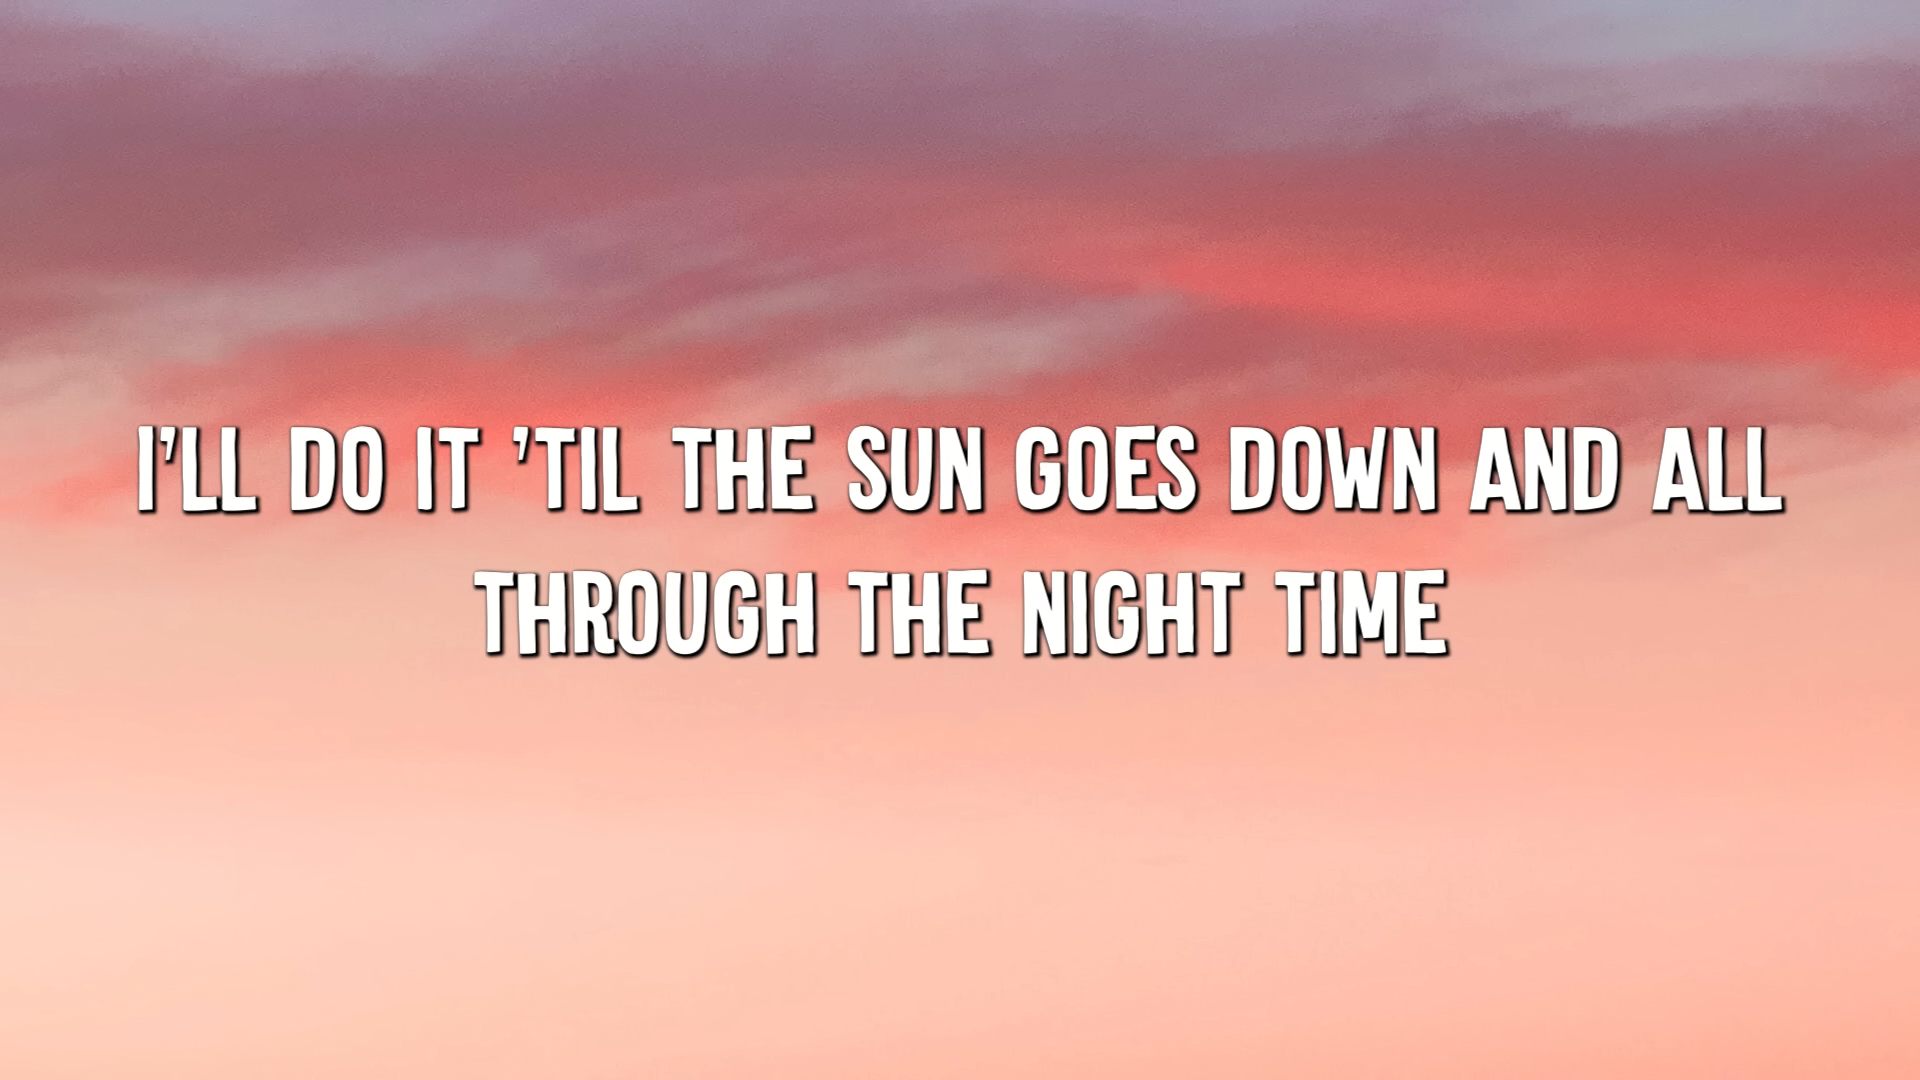 I'LL DO IT 'TIL THE SUN GOES DOWN AND ALL
THROUGH THE NIGHT TIME